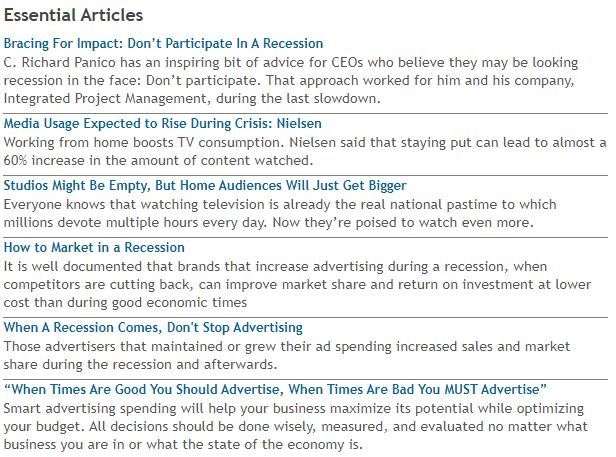 Essential Articles
Bracing For Impact: Don’t Participate In A Recession
C. Richard Panico has an inspiring bit of advice for CEOs who believe they may be looking
recession in the face: Don’t participate. That approach worked for him and his company,
Integrated Project Management, during the last slowdown.
Media Usage Expected to Rise During Crisis: Nielsen
Working from home boosts TV consumption. Nielsen said that staying put can lead to almost a
60% increase in the amount of content watched.
Studios Might Be Empty, But Home Audiences Will Just Get Bigger
Everyone knows that watching television is already the real national pastime to which
millions devote multiple hours every day. Now they’re poised to watch even more.
How to Market in a Recession
It is well documented that brands that increase advertising during a recession, when
competitors are cutting back, can improve market share and return on investment at lower
cost than during good economic times
When A Recession Comes, Don't Stop Advertising
Those advertisers that maintained or grew their ad spending increased sales and market
share during the recession and afterwards.
“When Times Are Good You Should Advertise, When Times Are Bad You MUST Advertise”
Smart advertising spending will help your business maximize its potential while optimizing
your budget. All decisions should be done wisely, measured, and evaluated no matter what
business you are in or what the state of the economy is.